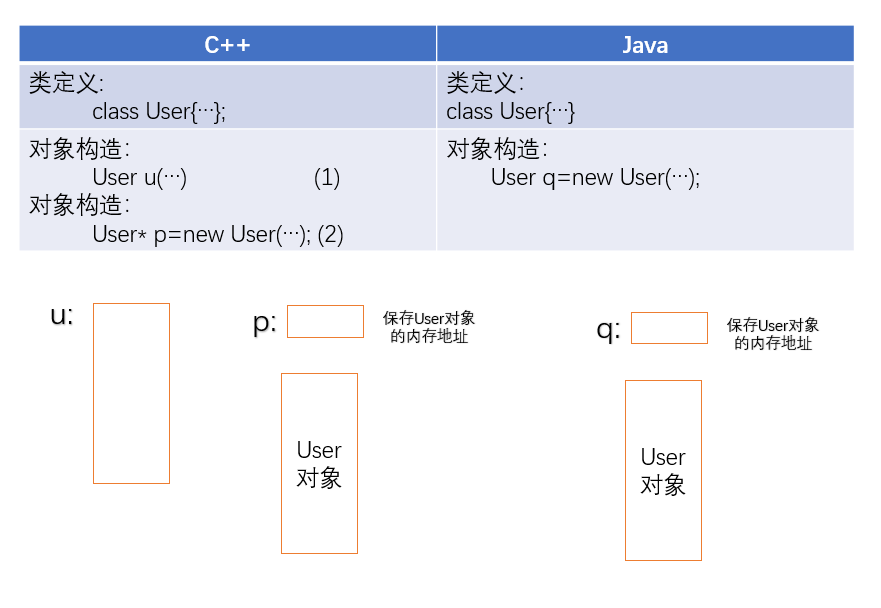 C++
Java
类定义:
class User{…};
类定义：
class User{…}
对象构造：
User u(…) (1)
对象构造：
User* p=new User(…); (2)
对象构造：
User q=new User(…);
u:
p:
保存User对象
的内存地址
User
对象
q:
保存User对象
的内存地址
User
对象